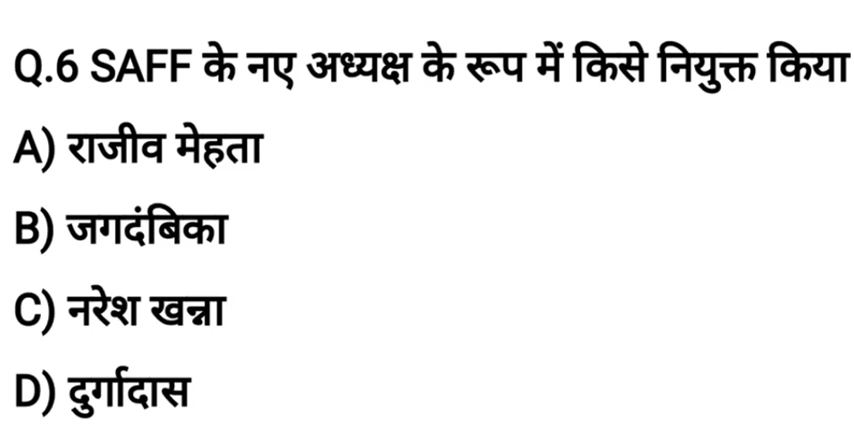 Q.6 SAFF के नए अध्यक्ष के रूप में किसे नियुक्त किया
A) राजीव मेहता
B) जगदंबिका
C) नरेश खन्ना
D) दुर्गादास